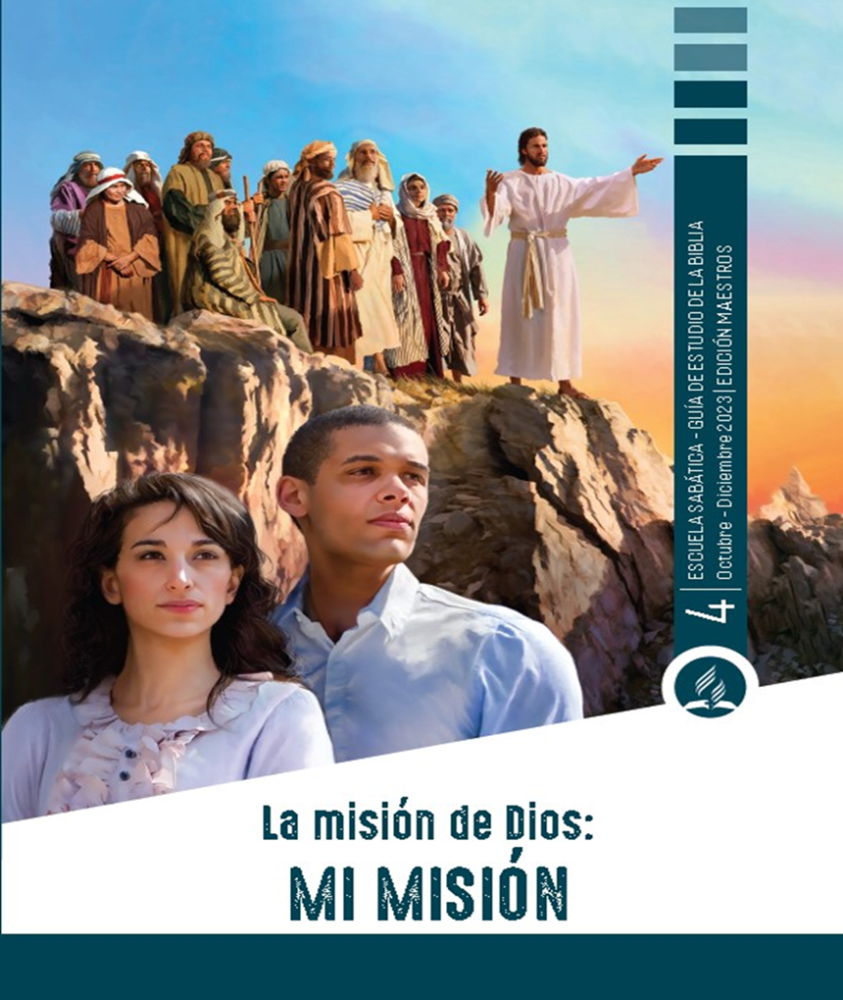 ESCUELA SABÁTICA - GUÍA DE ESTUDIO DE LA BIBLIA
Octubre - Diciembre 2023 | EDICIÓN MAESTROS
4
La misión de Dios:
MI MISIÓN